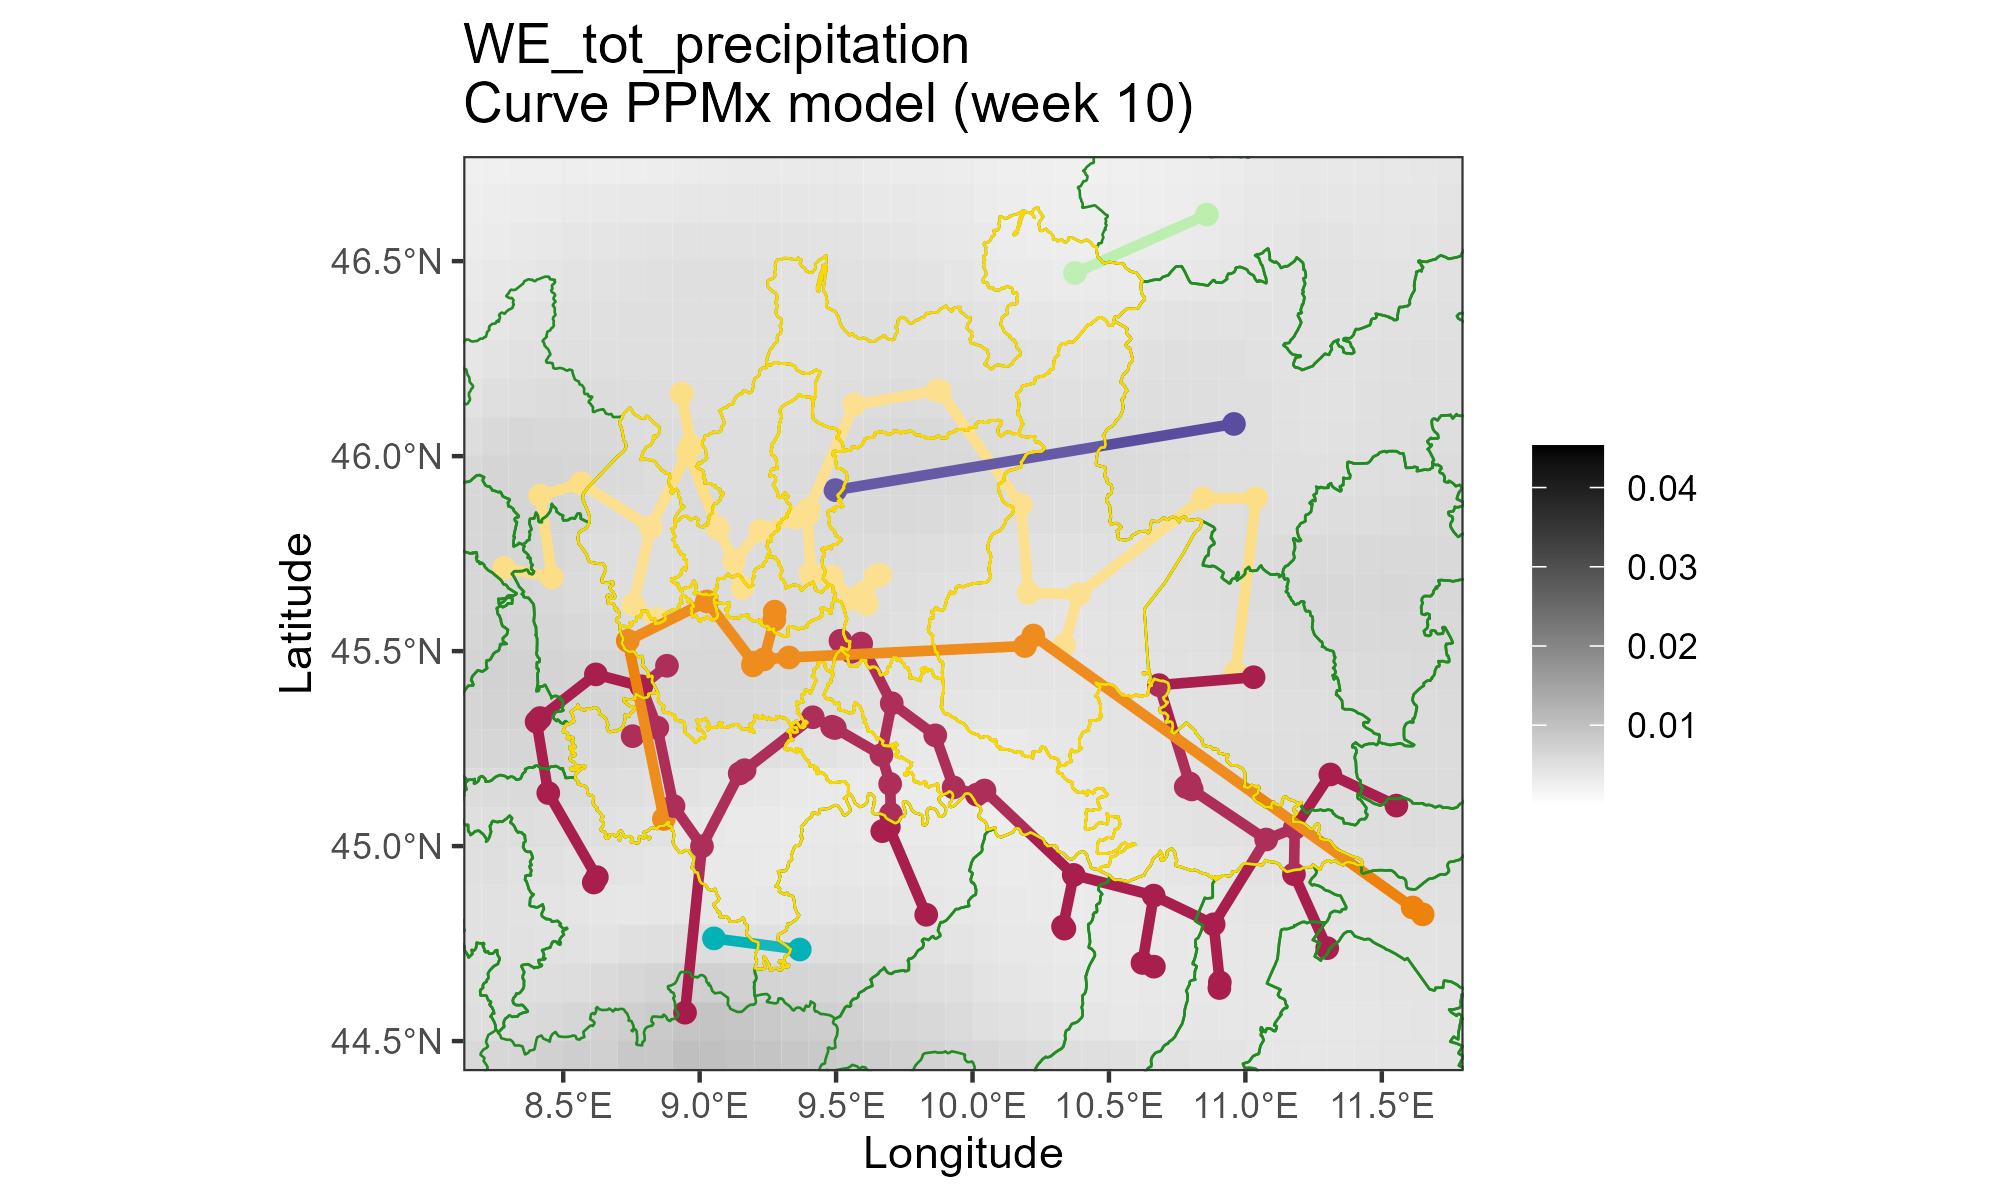 WE_tot_precipitation
Curve PPMx model (week 10)
46.5°N
46.0°N
45.5°N
45.0°N
44.5°N
Latitude
8.5°E 9.0°E 9.5°E 10.0°E 10.5°E 11.0°E 11.5°E
Longitude
0.04
0.03
0.02
0.01